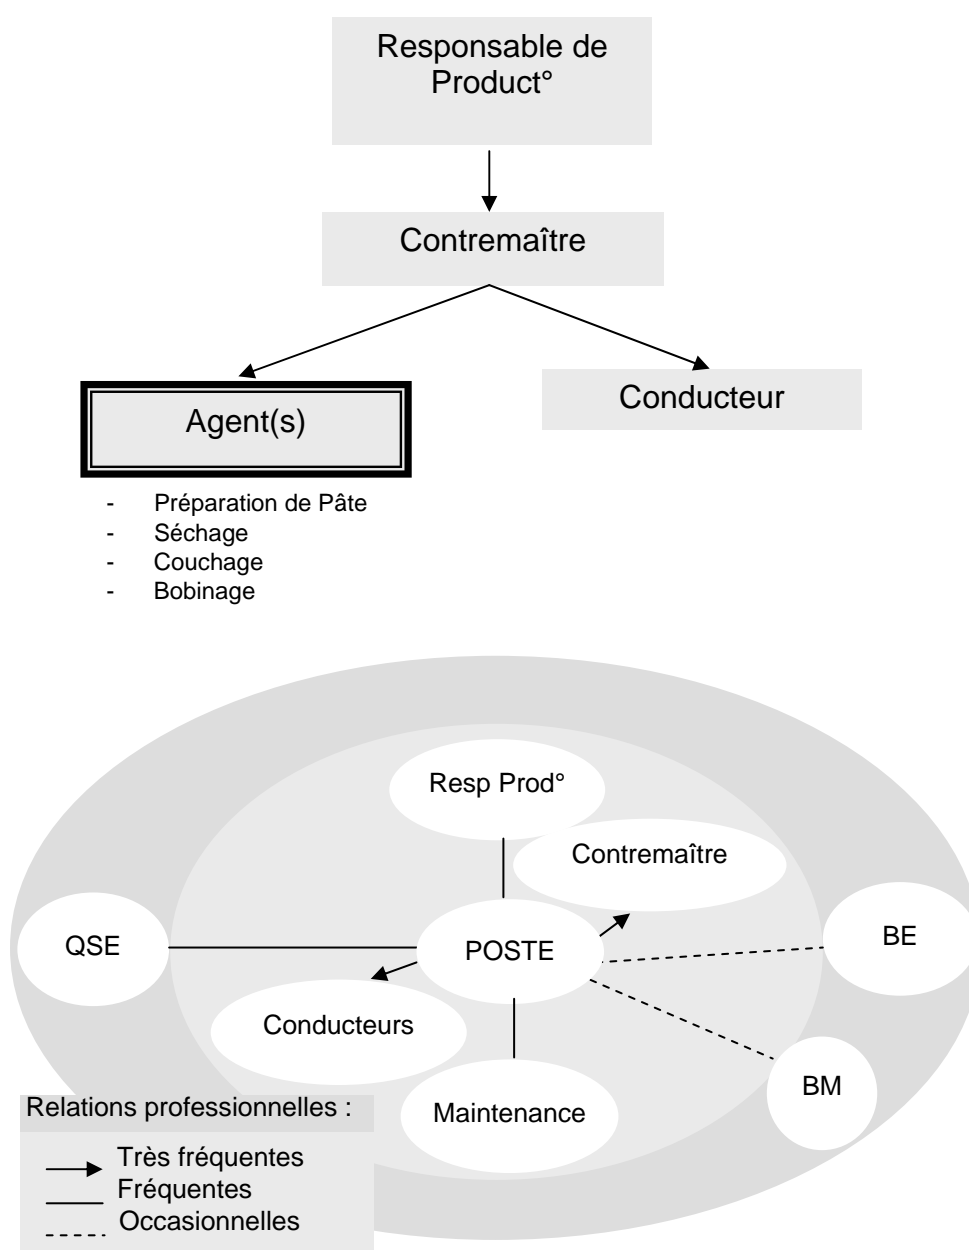 Responsable de
Product°
Contremaître
Agent(s)
Conducteur
- Préparation de Pâte
- Séchage
- Couchage
- Bobinage
Resp Prod°
Contremaître
QSE
POSTE
BE
Conducteurs
Maintenance
BM
Relations professionnelles :
Très fréquentes
Fréquentes
Occasionnelles